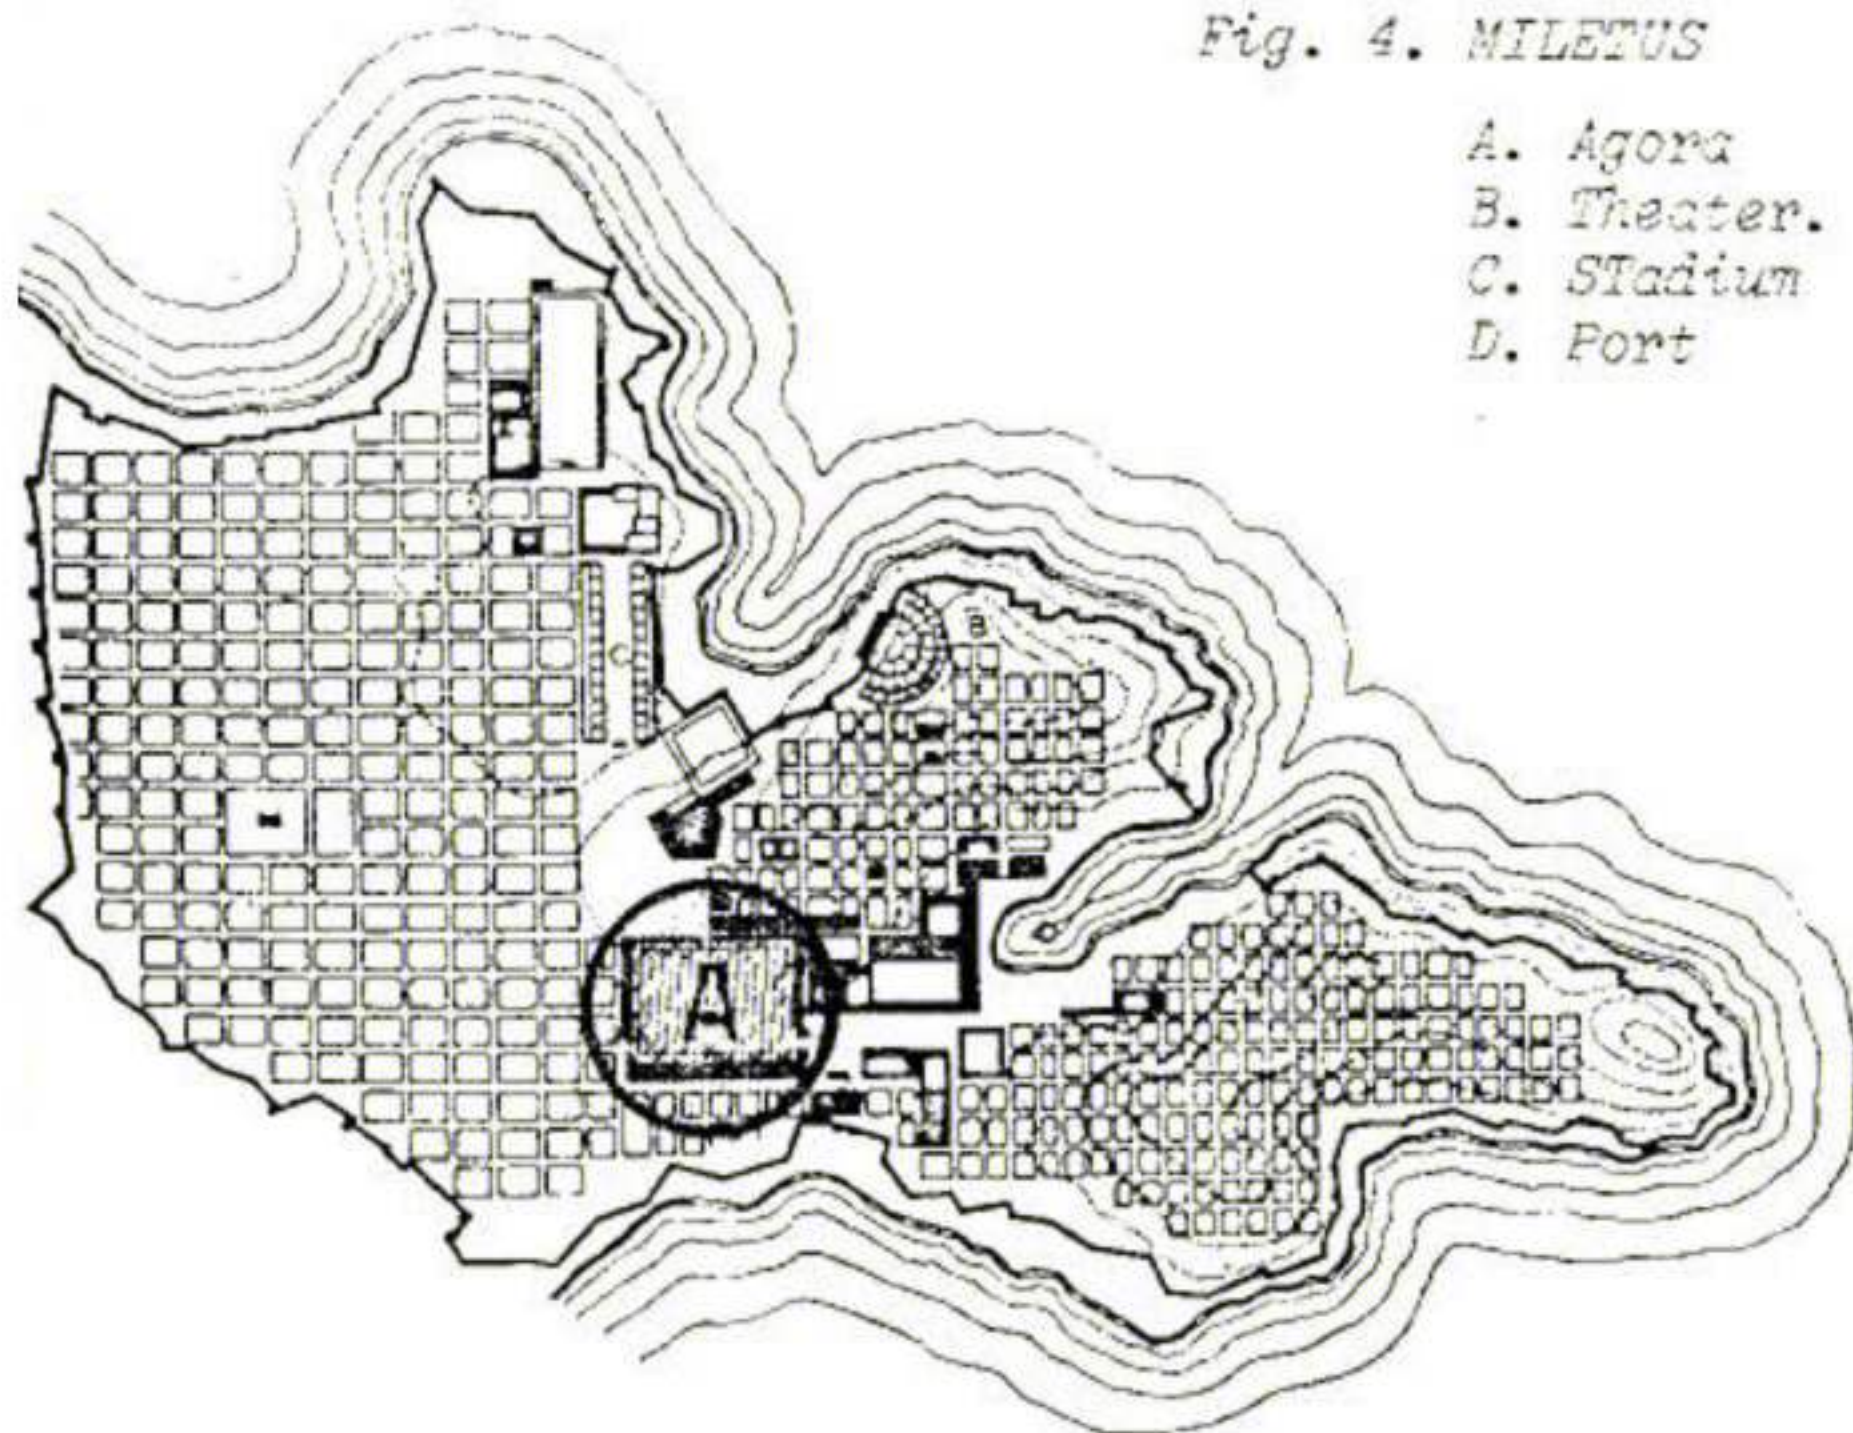 Fig. 4. MILETUS
A. Agora
B. Theater.
C. STadium
D. Port
B
C
A